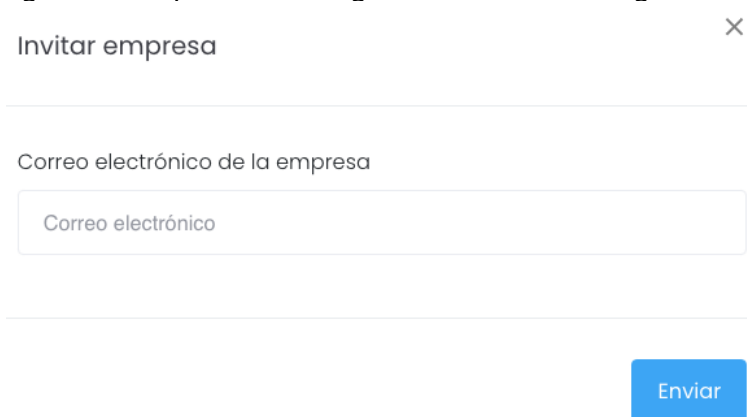 Invitar empresa
Correo electrónico de la empresa
Correo electrónico
Enviar